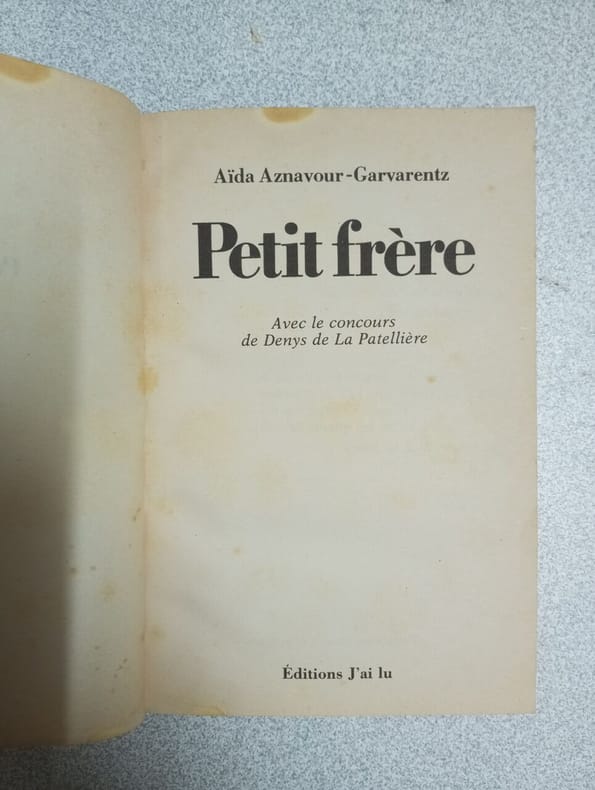 Aïda Aznavour-Garvarentz
Petit frère
Avec le concours
de Denys de La Patellière
Éditions J'ai lu